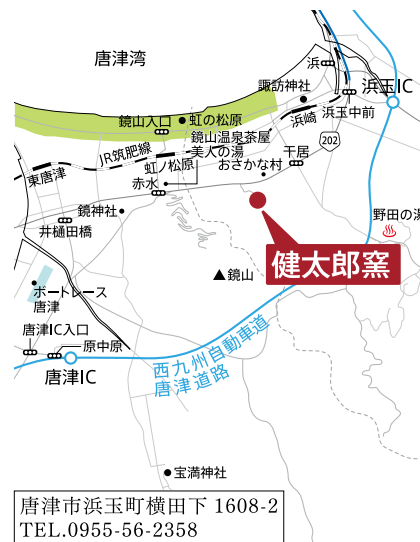 唐津湾
浜
浜玉IC
諏訪神社
鏡山入口
虹の松原
浜崎
浜玉中前
JR筑肥線
鏡山温泉茶屋
美人の湯
202
虹ノ松原
おさかな村
干居
東唐津
赤水
鏡神社
井樋田橋
野田の湯
健太郎窯
鏡山
ボートレース
唐津
唐津IC入口
原中原
唐津IC
西九州自動車道
唐津道路
宝満神社
唐津市浜玉町横田下 1608-2
TEL.0955-56-2358